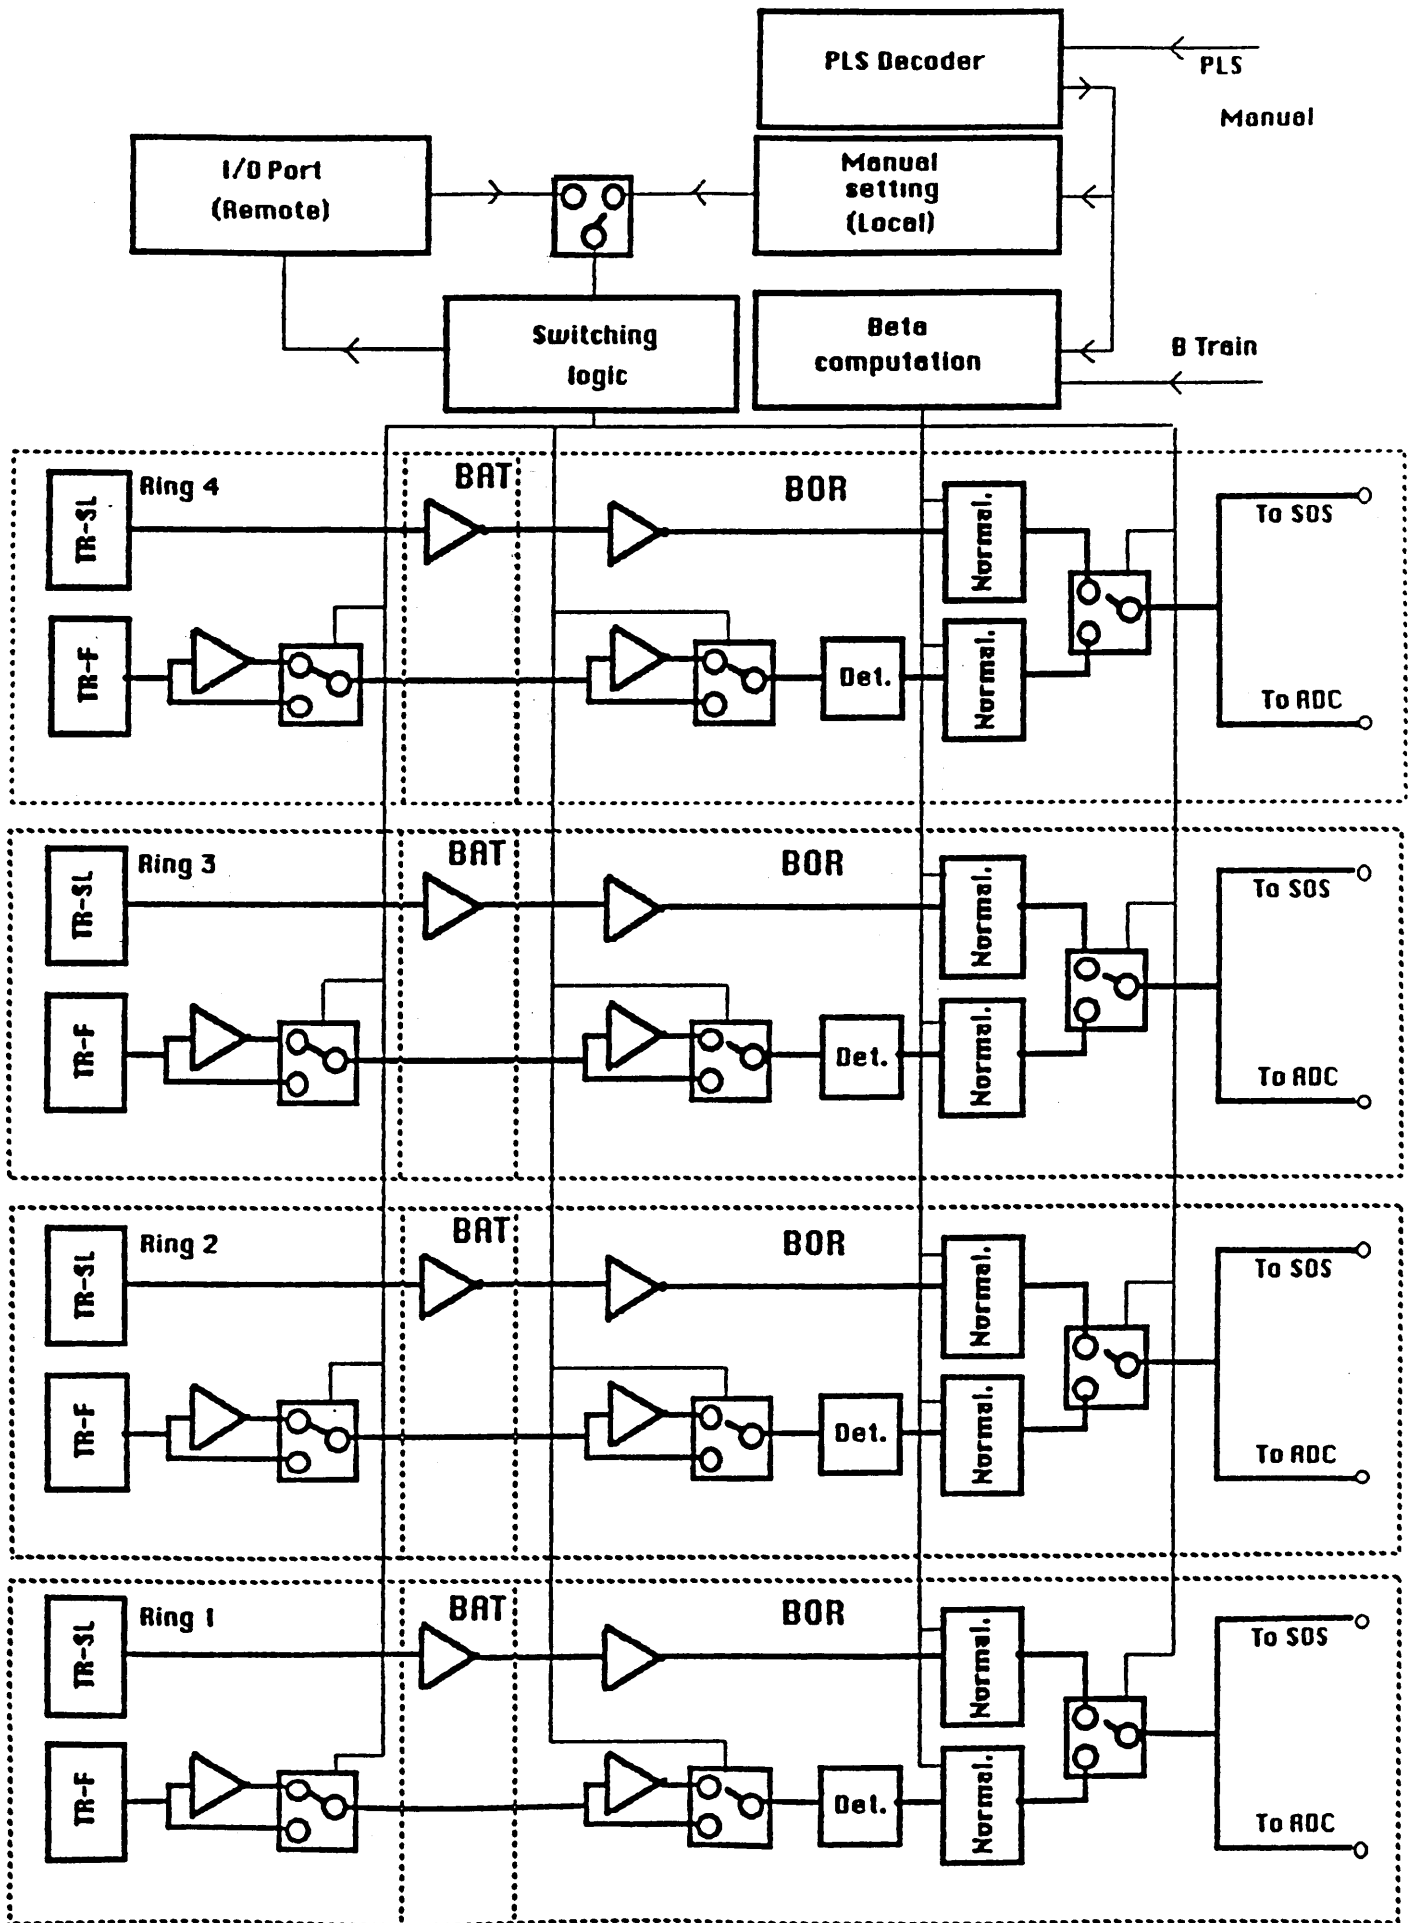 PLS Decoder
PLS
Manual
I/O Port
(Remote)
Manual
setting
(Local)
Switching
logic
Beta
computation
B Train
TR-SL
Ring 4
BAT
BOR
Normal.
To SOS
TR-F
Det.
Normal.
To ADC
TR-SL
Ring 3
BAT
BOR
Normal.
To SOS
TR-F
Det.
Normal.
To ADC
TR-SL
Ring 2
BAT
BOR
Normal.
To SOS
TR-F
Det.
Normal.
To ADC
TR-SL
Ring 1
BAT
BOR
Normal.
To SOS
TR-F
Det.
Normal.
To ADC